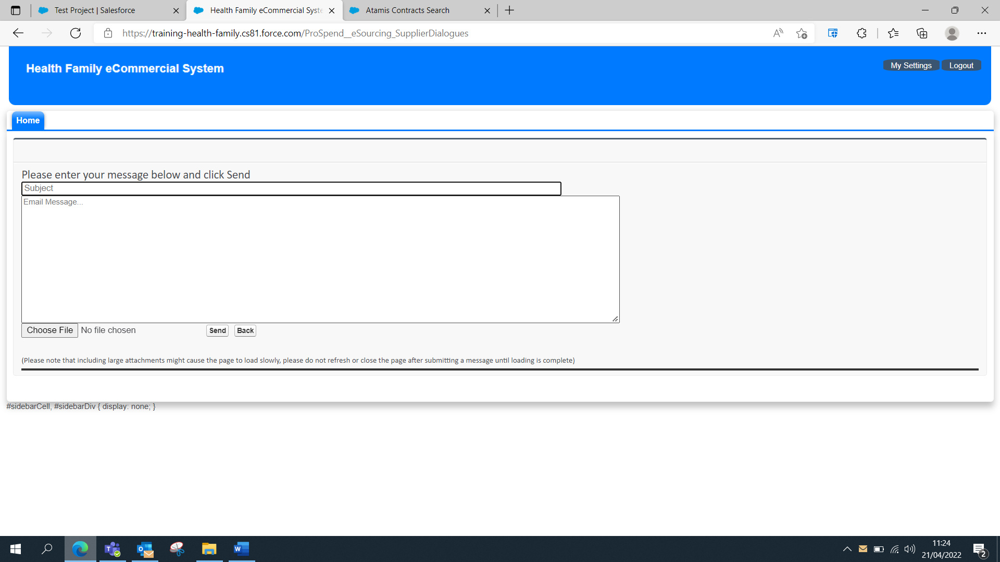 Test Project | Salesforce
Health Family eCommercial Syste
Atamis Contracts Search
https://training-health-family.cs81.force.com/ProSpend__eSourcing_SupplierDialogues
Health Family eCommercial System
My Settings
Logout
Home
Please enter your message below and click Send
Subject
Email Message...
Choose File No file chosen
Send
Back
(Please note that including large attachments might cause the page to load slowly, please do not refresh or close the page after submitting a message until loading is complete)
#sidebarCell, #sidebarDiv { display: none; }
11:24
21/04/2022
2